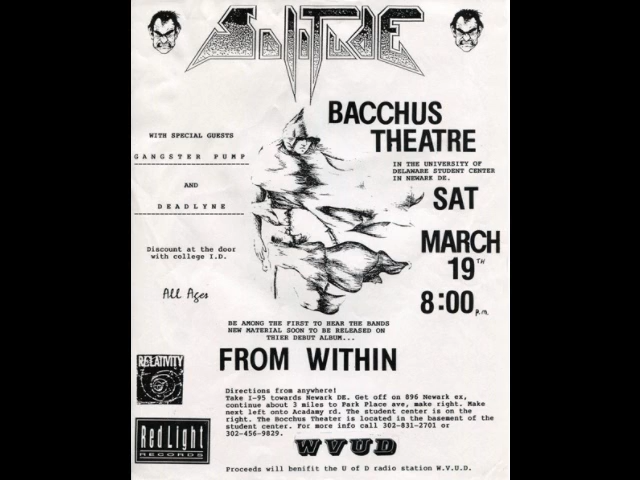 SOLITUDE
BACCHUS
THEATRE
IN THE UNIVERSITY OF
DELAWARE STUDENT CENTER
IN NEWARK DE.
SAT
MARCH
19TH
8:00 P.M.
WITH SPECIAL GUESTS
GANGSTER PUMP
AND
DEADLYNE
Discount at the door
with college I.D.
All Ages
BE AMONG THE FIRST TO HEAR THE BANDS
NEW MATERIAL SOON TO BE RELEASED ON
THIER DEBUT ALBUM...
FROM WITHIN
RELATIVITY
Directions from anywhere!
Take I-95 towards Newark DE. Get off on 896 Newark ex,
continue about 3 miles to Park Place ave, make right. Make
next left onto Acadamy rd. The student center is on the
right. The Bocchus Theater is located in the basement of the
student center. For more info call 302-831-2701 or
302-456-9829.
RedLight
RECORDS
WVUD
Proceeds will benifit the U of D radio station W.V.U.D.